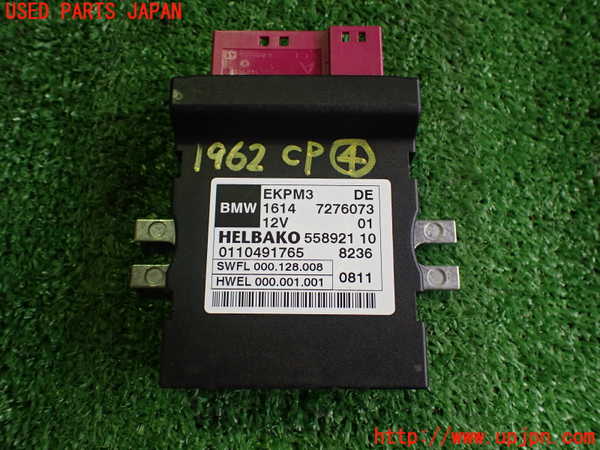 USED PARTS JAPAN
1962 CP ④
BMW
EKPM3 DE
1614 7276073
12V 01
HELBAKO 558921 10
0110491765 8236
SWFL 000.128.008
HWEL 000.001.001
0811
http://www.upjpn.com